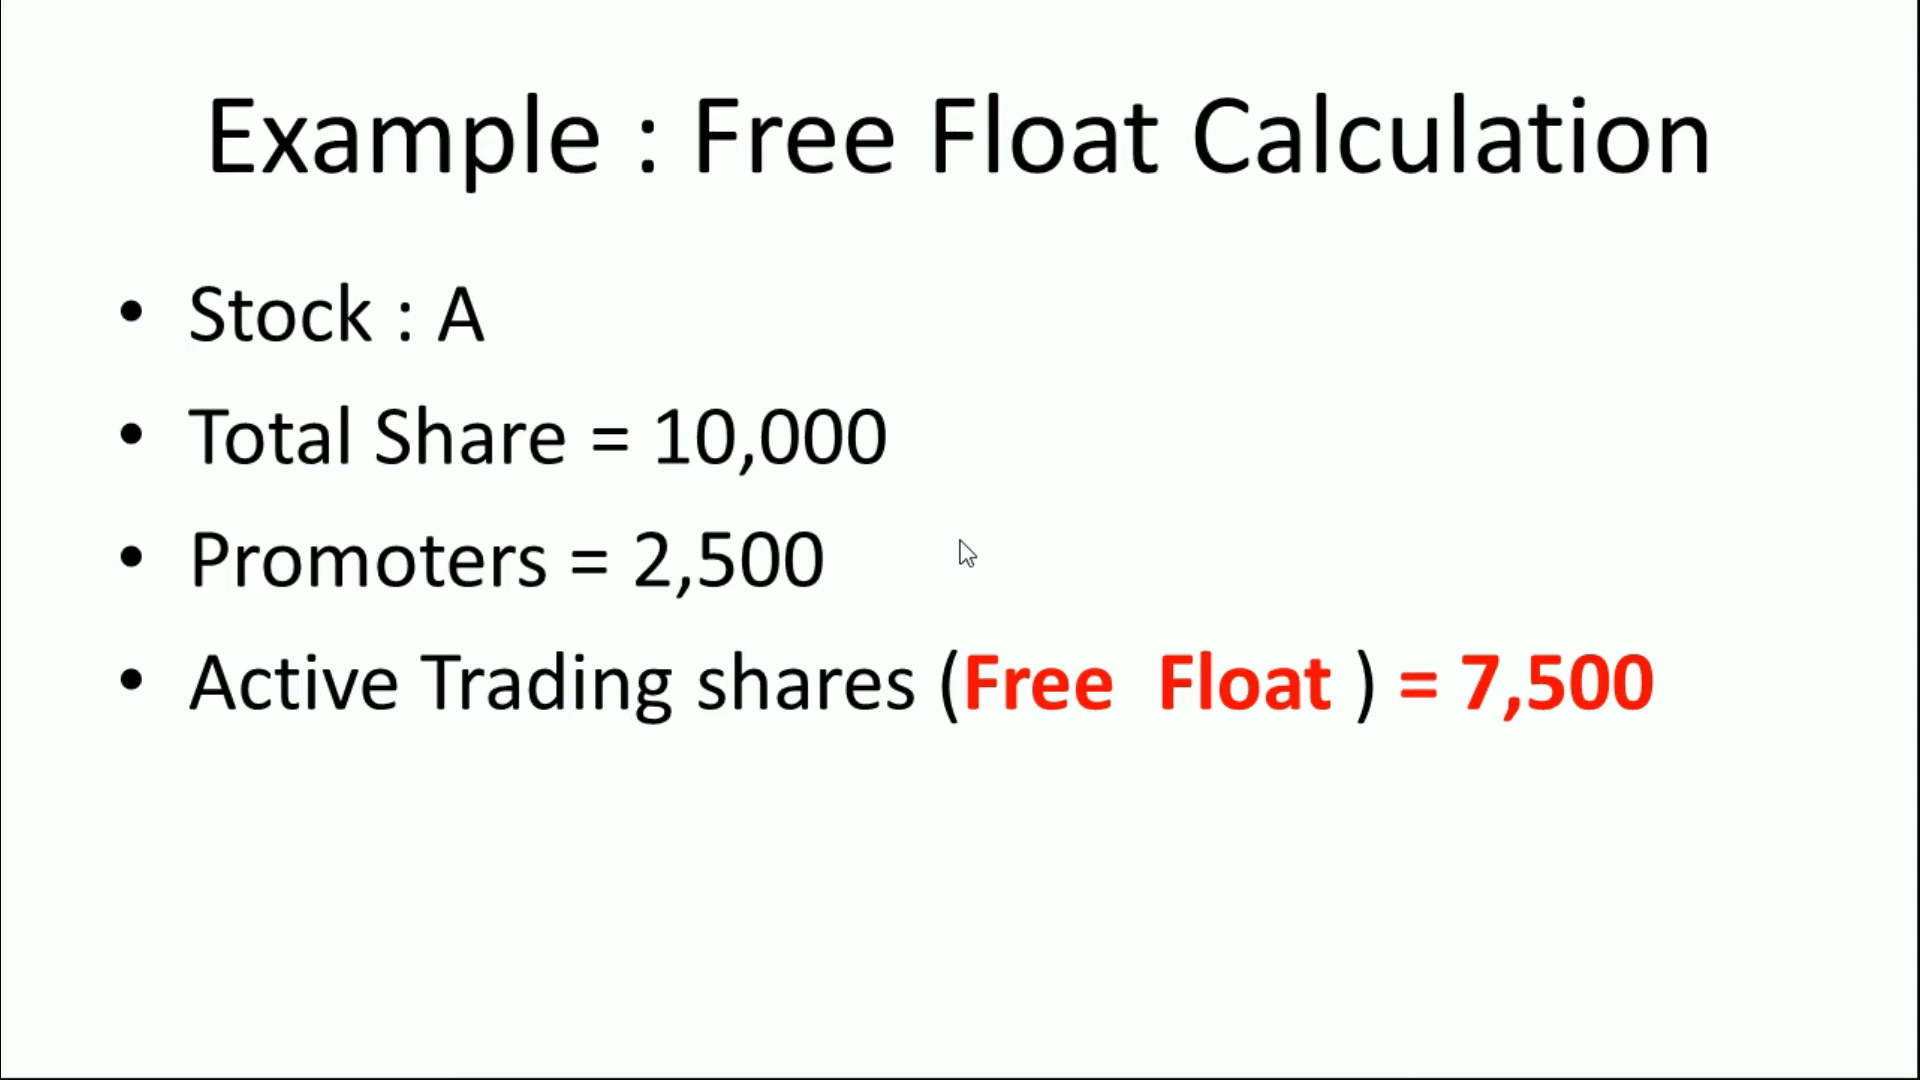 Example : Free Float Calculation
• Stock : A
• Total Share = 10,000
• Promoters = 2,500
• Active Trading shares (Free Float ) = 7,500